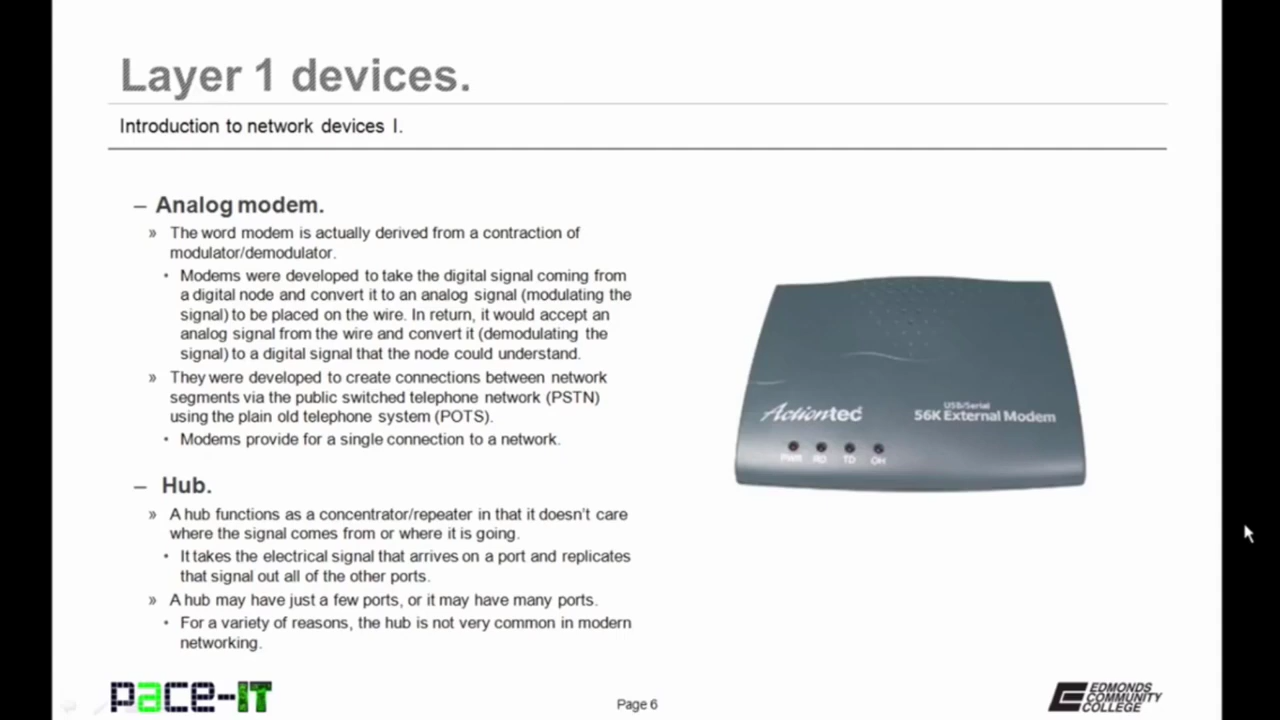 Layer 1 devices.
Introduction to network devices I.
– Analog modem.
» The word modem is actually derived from a contraction of
modulator/demodulator.
• Modems were developed to take the digital signal coming from
a digital node and convert it to an analog signal (modulating the
signal) to be placed on the wire. In return, it would accept an
analog signal from the wire and convert it (demodulating the
signal) to a digital signal that the node could understand.
» They were developed to create connections between network
segments via the public switched telephone network (PSTN)
using the plain old telephone system (POTS).
• Modems provide for a single connection to a network.
– Hub.
» A hub functions as a concentrator/repeater in that it doesn't care
where the signal comes from or where it is going.
• It takes the electrical signal that arrives on a port and replicates
that signal out all of the other ports.
» A hub may have just a few ports, or it may have many ports.
• For a variety of reasons, the hub is not very common in modern
networking.
Actiontec
USB/Serial
56K External Modem
PWR RD TD OH
pace-IT
Page 6
EDMONDS
COMMUNITY
COLLEGE